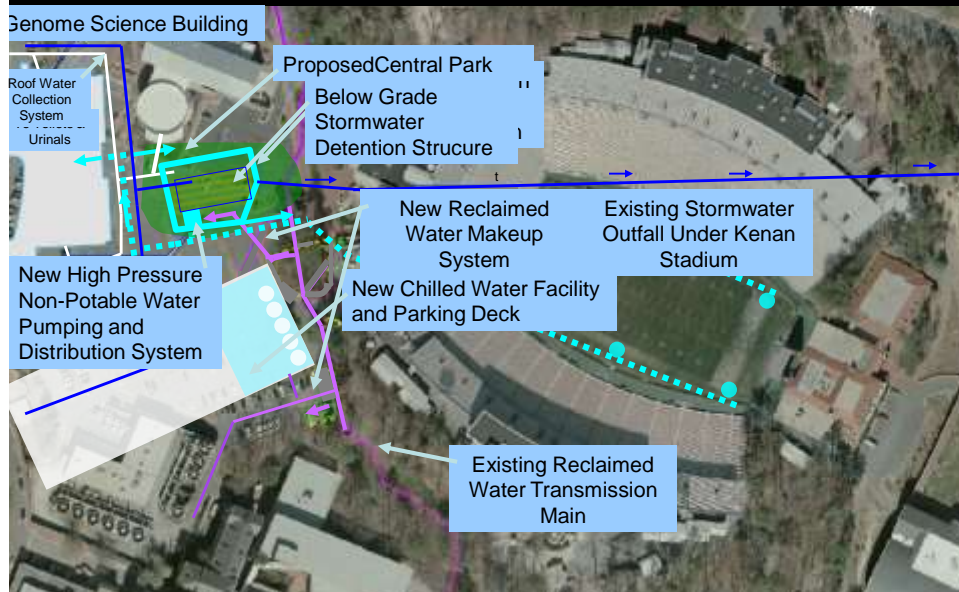 Genome Science Building
ProposedCentral Park
Roof Water
Collection
System
Urinals
Below Grade
Stormwater
Detention Strucure
t
New Reclaimed
Water Makeup
System
Existing Stormwater
Outfall Under Kenan
Stadium
New High Pressure
Non-Potable Water
Pumping and
Distribution System
New Chilled Water Facility
and Parking Deck
Existing Reclaimed
Water Transmission
Main